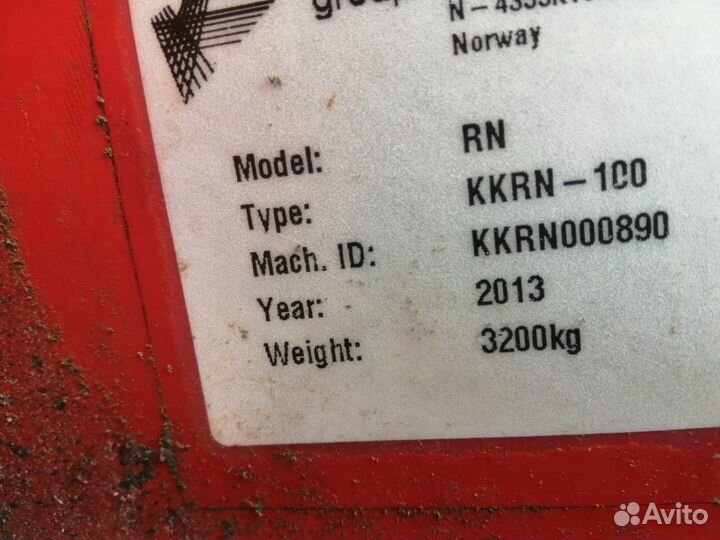 Norway
Model: RN
Type: KKRN-100
Mach. ID: KKRN000890
Year: 2013
Weight: 3200kg
Avito